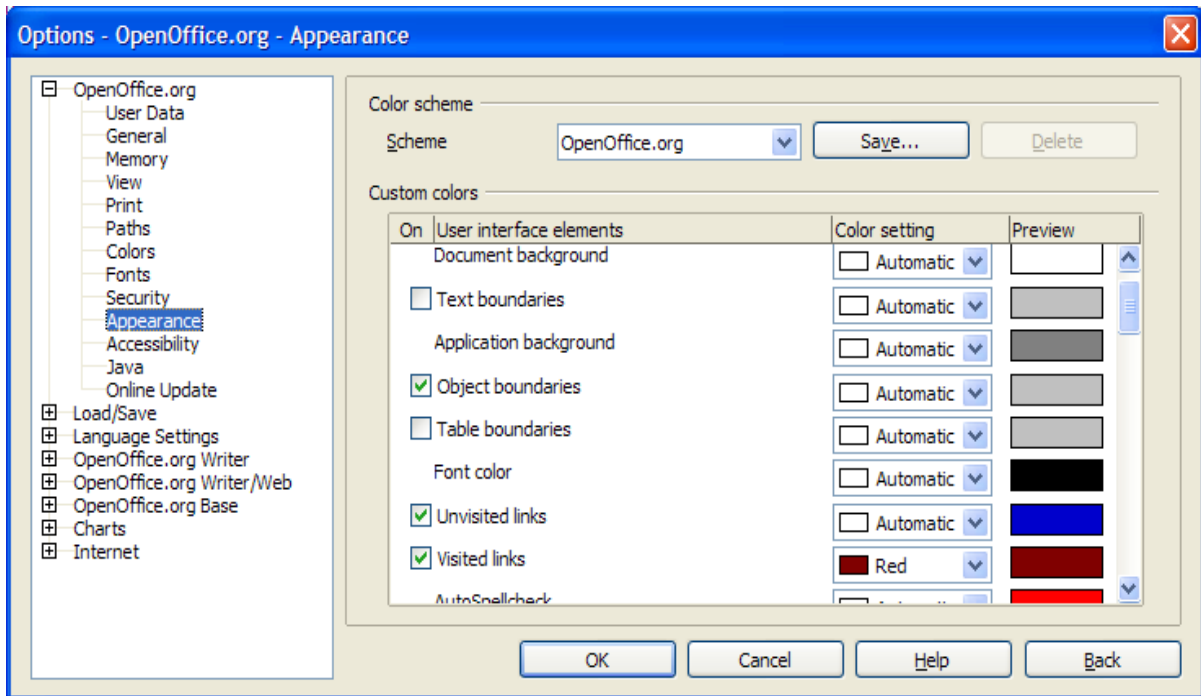 Options - OpenOffice.org - Appearance
OpenOffice.org
User Data
General
Memory
View
Print
Paths
Colors
Fonts
Security
Appearance
Accessibility
Java
Online Update
Load/Save
Language Settings
OpenOffice.org Writer
OpenOffice.org Writer/Web
OpenOffice.org Base
Charts
Internet
Color scheme
Scheme OpenOffice.org Save... Delete
Custom colors
On User interface elements Color setting Preview
Document background Automatic
Text boundaries Automatic
Application background Automatic
Object boundaries Automatic
Table boundaries Automatic
Font color Automatic
Unvisited links Automatic
Visited links Red
AutoSpellcheck
OK Cancel Help Back